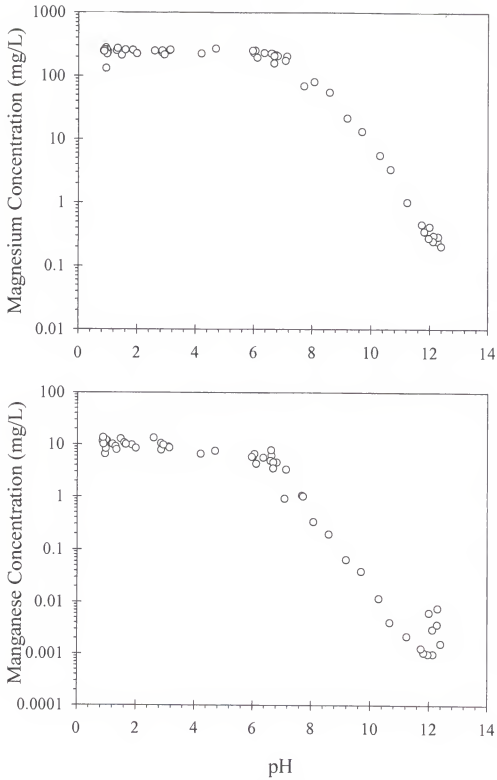 Magnesium Concentration (mg/L)
1000
100
10
1
0.1
0.01
0 2 4 6 8 10 12 14
Manganese Concentration (mg/L)
100
10
1
0.1
0.01
0.001
0.0001
0 2 4 6 8 10 12 14
pH